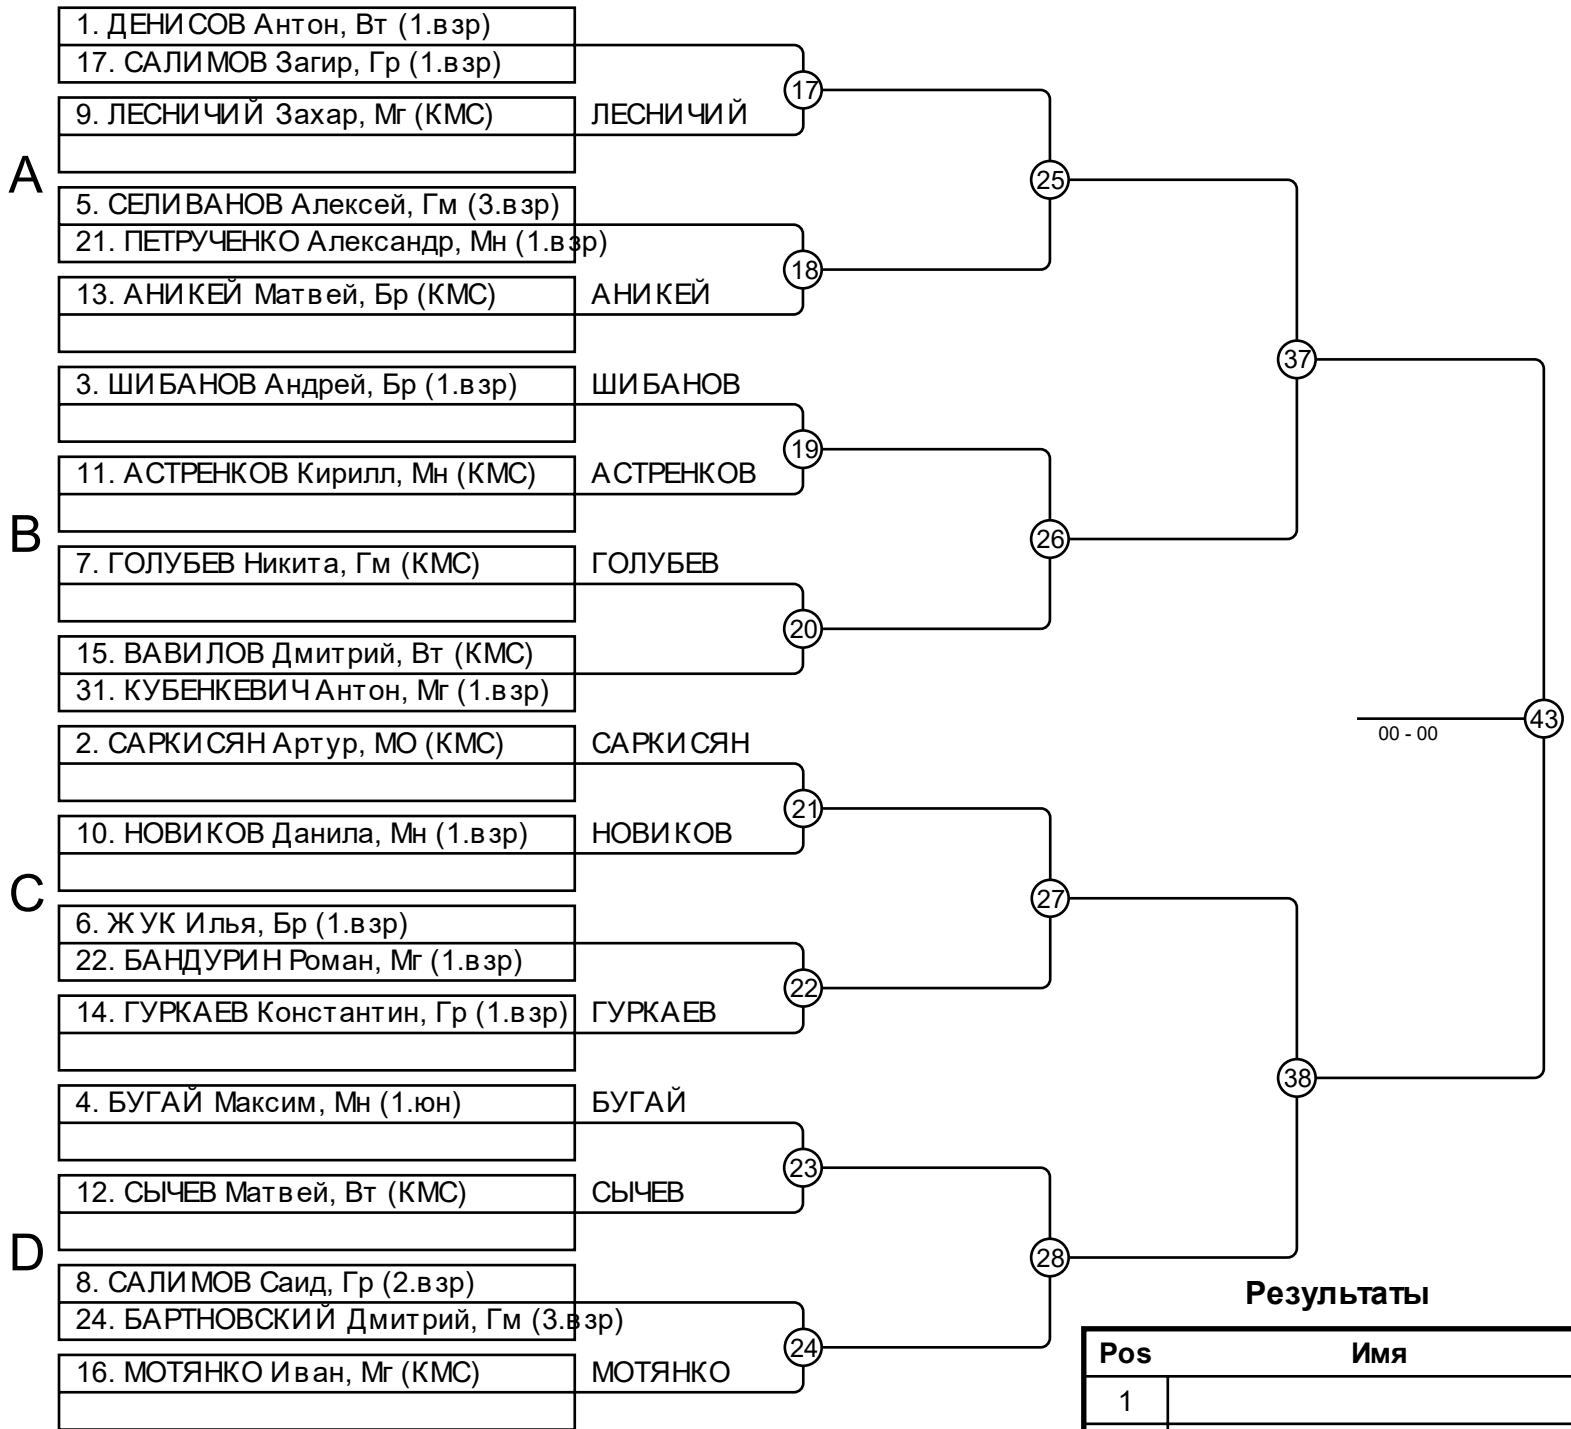 1. ДЕНИСОВ Антон, Вт (1.взр)
17. САЛИМОВ Загир, Гр (1.взр)
17
9. ЛЕСНИЧИЙ Захар, Мг (КМС) ЛЕСНИЧИЙ
A
25
5. СЕЛИВАНОВ Алексей, Гм (3.взр)
21. ПЕТРУЧЕНКО Александр, Мн (1.взр)
18
13. АНИКЕЙ Матвей, Бр (КМС) АНИКЕЙ
37
3. ШИБАНОВ Андрей, Бр (1.взр) ШИБАНОВ
19
11. АСТРЕНКОВ Кирилл, Мн (КМС) АСТРЕНКОВ
B
26
7. ГОЛУБЕВ Никита, Гм (КМС) ГОЛУБЕВ
20
15. ВАВИЛОВ Дмитрий, Вт (КМС)
31. КУБЕНКЕВИЧ Антон, Мг (1.взр)
43
00 - 00
2. САРКИСЯН Артур, МО (КМС) САРКИСЯН
21
10. НОВИКОВ Данила, Мн (1.взр) НОВИКОВ
C
27
6. ЖУК Илья, Бр (1.взр)
22. БАНДУРИН Роман, Мг (1.взр)
22
14. ГУРКАЕВ Константин, Гр (1.взр) ГУРКАЕВ
38
4. БУГАЙ Максим, Мн (1.юн) БУГАЙ
23
12. СЫЧЕВ Матвей, Вт (КМС) СЫЧЕВ
D
28
8. САЛИМОВ Саид, Гр (2.взр)
24. БАРТНОВСКИЙ Дмитрий, Гм (3.взр)
24
16. МОТЯНКО Иван, Мг (КМС) МОТЯНКО
Результаты
Pos Имя
1